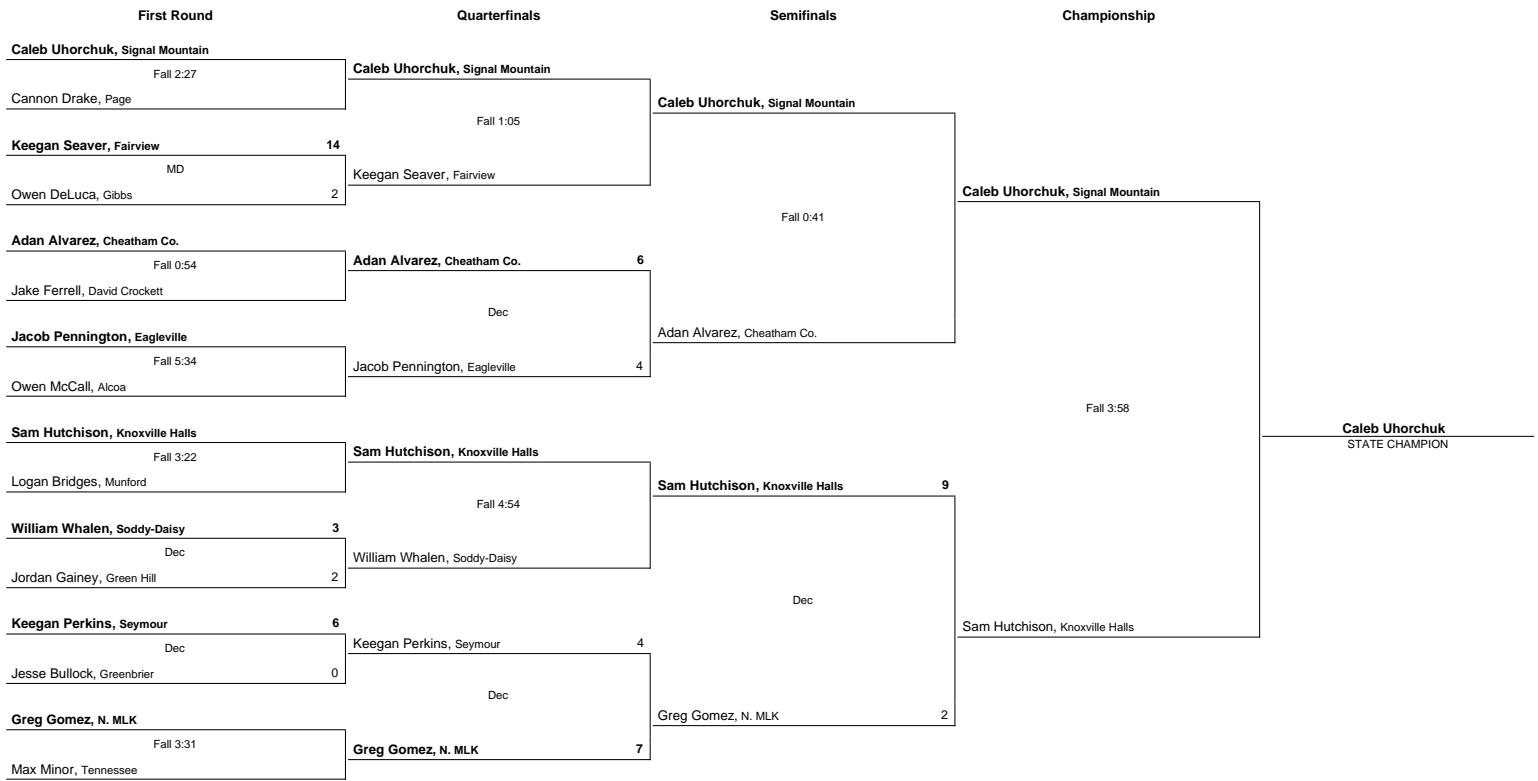 First Round
Quarterfinals
Semifinals
Championship
Caleb Uhorchuk, Signal Mountain
Fall 2:27
Cannon Drake, Page
Keegan Seaver, Fairview 14
MD
Owen DeLuca, Gibbs 2
Adan Alvarez, Cheatham Co.
Fall 0:54
Jake Ferrell, David Crockett
Jacob Pennington, Eagleville
Fall 5:34
Owen McCall, Alcoa
Sam Hutchison, Knoxville Halls
Fall 3:22
Logan Bridges, Munford
William Whalen, Soddy-Daisy 3
Dec
Jordan Gainey, Green Hill 2
Keegan Perkins, Seymour 6
Dec
Jesse Bullock, Greenbrier 0
Greg Gomez, N. MLK
Fall 3:31
Max Minor, Tennessee
Caleb Uhorchuk, Signal Mountain
Fall 1:05
Keegan Seaver, Fairview
Adan Alvarez, Cheatham Co. 6
Dec
Jacob Pennington, Eagleville 4
Sam Hutchison, Knoxville Halls
Fall 4:54
William Whalen, Soddy-Daisy
Keegan Perkins, Seymour 4
Dec
Greg Gomez, N. MLK 7
Caleb Uhorchuk, Signal Mountain
Fall 0:41
Adan Alvarez, Cheatham Co.
Sam Hutchison, Knoxville Halls 9
Dec
Greg Gomez, N. MLK 2
Caleb Uhorchuk, Signal Mountain
Fall 3:58
Sam Hutchison, Knoxville Halls
Caleb Uhorchuk
STATE CHAMPION